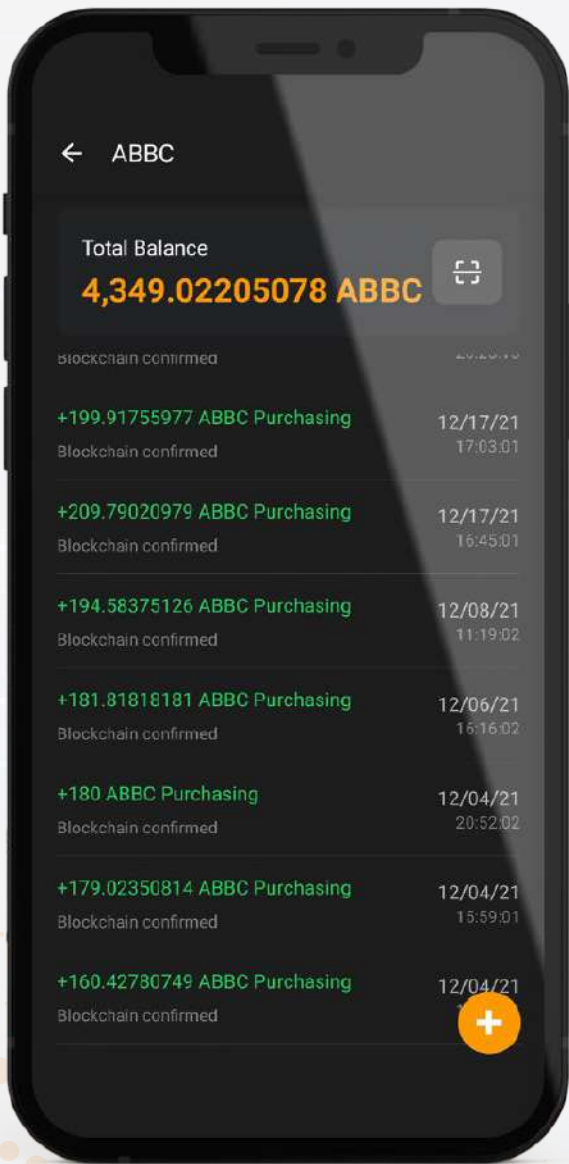 ABBC
Total Balance
4,349.02205078 ABBC
Blockchain confirmed
+199.91755977 ABBC Purchasing 12/17/21
Blockchain confirmed 17:03:01
+209.79020979 ABBC Purchasing 12/17/21
Blockchain confirmed 16:45:01
+194.58375126 ABBC Purchasing 12/08/21
Blockchain confirmed 11:19:02
+181.81818181 ABBC Purchasing 12/06/21
Blockchain confirmed 16:16:02
+180 ABBC Purchasing 12/04/21
Blockchain confirmed 20:52:02
+179.02350814 ABBC Purchasing 12/04/21
Blockchain confirmed 15:59:01
+160.42780749 ABBC Purchasing 12/04/21
Blockchain confirmed